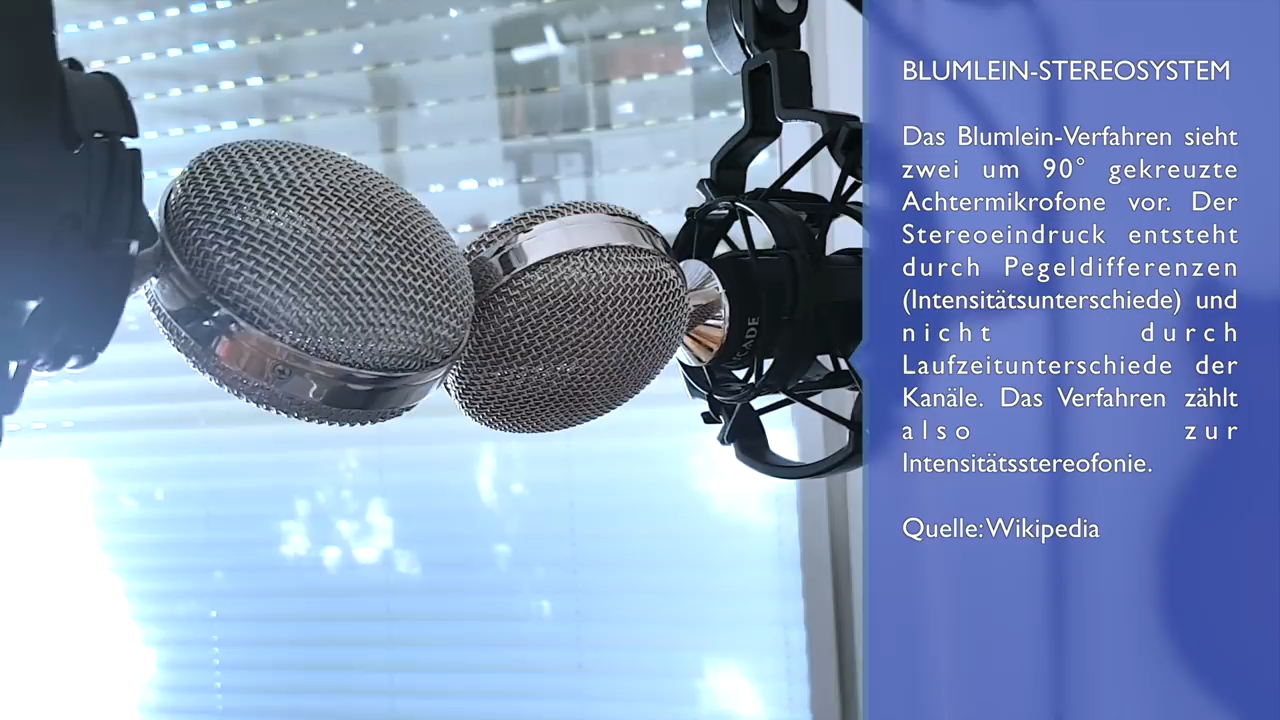 BLUMLEIN-STEREOSYSTEM
Das Blumlein-Verfahren sieht
zwei um 90° gekreuzte
Achtermikrofone vor. Der
Stereoeindruck entsteht
durch Pegeldifferenzen
(Intensitätsunterschiede) und
nicht durch
Laufzeitunterschiede der
Kanäle. Das Verfahren zählt
also zur
Intensitätsstereofonie.
Quelle: Wikipedia